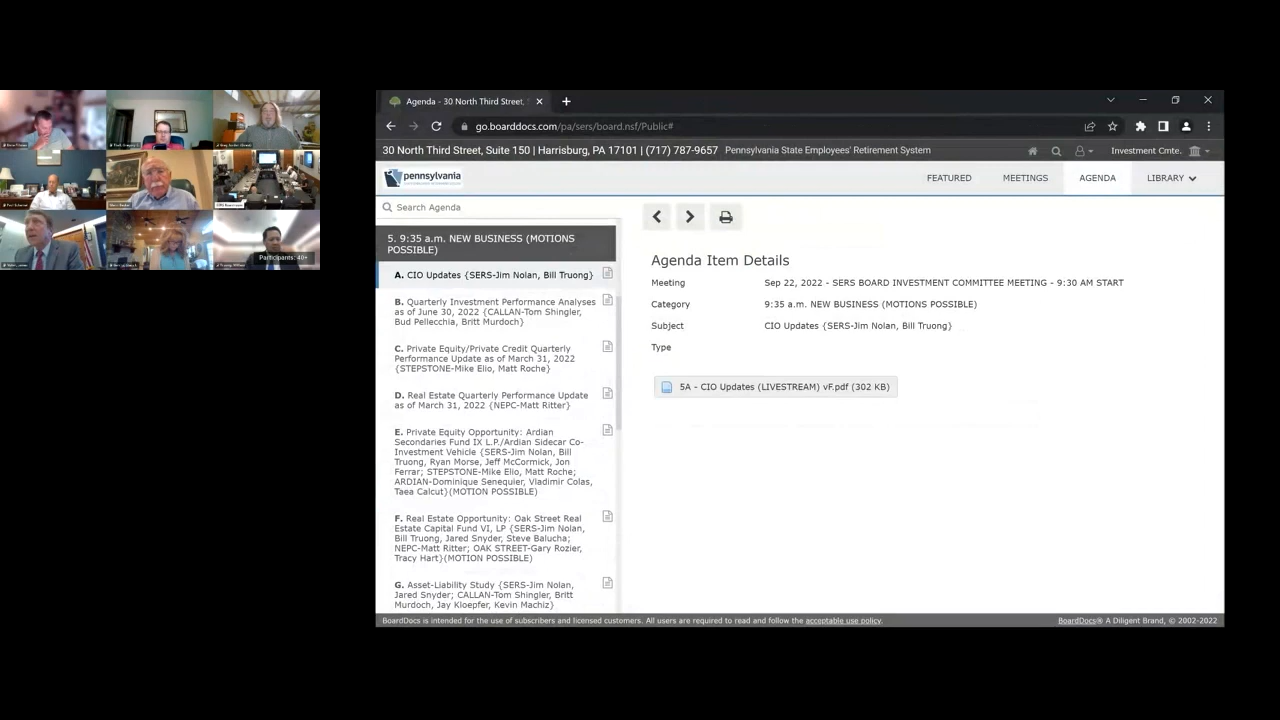 Participants: 40+
Agenda - 30 North Third Street, S
go.boarddocs.com/pa/sers/board.nsf/Public#
30 North Third Street, Suite 150 | Harrisburg, PA 17101 | (717) 787-9657 Pennsylvania State Employees' Retirement System
Investment Cmte.
pennsylvania
FEATURED MEETINGS AGENDA LIBRARY
Search Agenda
5. 9:35 a.m. NEW BUSINESS (MOTIONS
POSSIBLE)
A. CIO Updates {SERS-Jim Nolan, Bill Truong}
B. Quarterly Investment Performance Analyses
as of June 30, 2022 {CALLAN-Tom Shingler,
Bud Pellecchia, Britt Murdoch}
C. Private Equity/Private Credit Quarterly
Performance Update as of March 31, 2022
{STEPSTONE-Mike Elio, Matt Roche}
D. Real Estate Quarterly Performance Update
as of March 31, 2022 {NEPC-Matt Ritter}
E. Private Equity Opportunity: Ardian
Secondaries Fund IX L.P./Ardian Sidecar Co-
Investment Vehicle {SERS-Jim Nolan, Bill
Truong, Ryan Morse, Jeff McCormick, Jon
Ferrar; STEPSTONE-Mike Elio, Matt Roche;
ARDIAN-Dominique Senequier, Vladimir Colas,
Taea Calcut}(MOTION POSSIBLE)
F. Real Estate Opportunity: Oak Street Real
Estate Capital Fund VI, LP {SERS-Jim Nolan,
Bill Truong, Jared Snyder, Steve Balucha;
NEPC-Matt Ritter; OAK STREET-Gary Rozier,
Tracy Hart}(MOTION POSSIBLE)
G. Asset-Liability Study {SERS-Jim Nolan,
Jared Snyder; CALLAN-Tom Shingler, Britt
Murdoch, Jay Kloepfer, Kevin Machiz}
Agenda Item Details
Meeting Sep 22, 2022 - SERS BOARD INVESTMENT COMMITTEE MEETING - 9:30 AM START
Category 9:35 a.m. NEW BUSINESS (MOTIONS POSSIBLE)
Subject CIO Updates {SERS-Jim Nolan, Bill Truong}
Type
5A - CIO Updates (LIVESTREAM) vF.pdf (302 KB)
BoardDocs is intended for the use of subscribers and licensed customers. All users are required to read and follow the acceptable use policy.
BoardDocs® A Diligent Brand, © 2002-2022